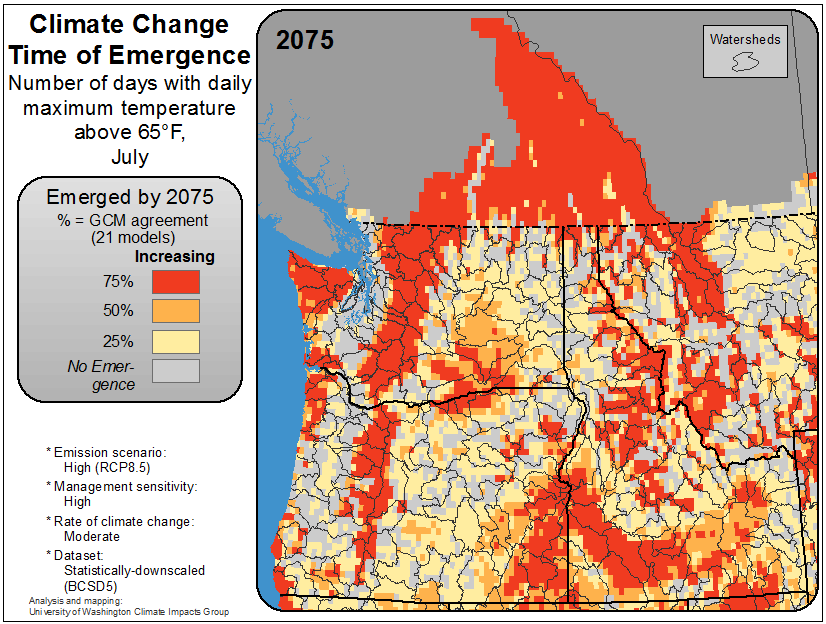 Climate Change
Time of Emergence
Number of days with daily
maximum temperature
above 65°F,
July
2075
Watersheds
Emerged by 2075
% = GCM agreement
(21 models)
Increasing
75%
50%
25%
No Emer-
gence
* Emission scenario:
High (RCP8.5)
* Management sensitivity:
High
* Rate of climate change:
Moderate
* Dataset:
Statistically-downscaled
(BCSD5)
Analysis and mapping:
University of Washington Climate Impacts Group